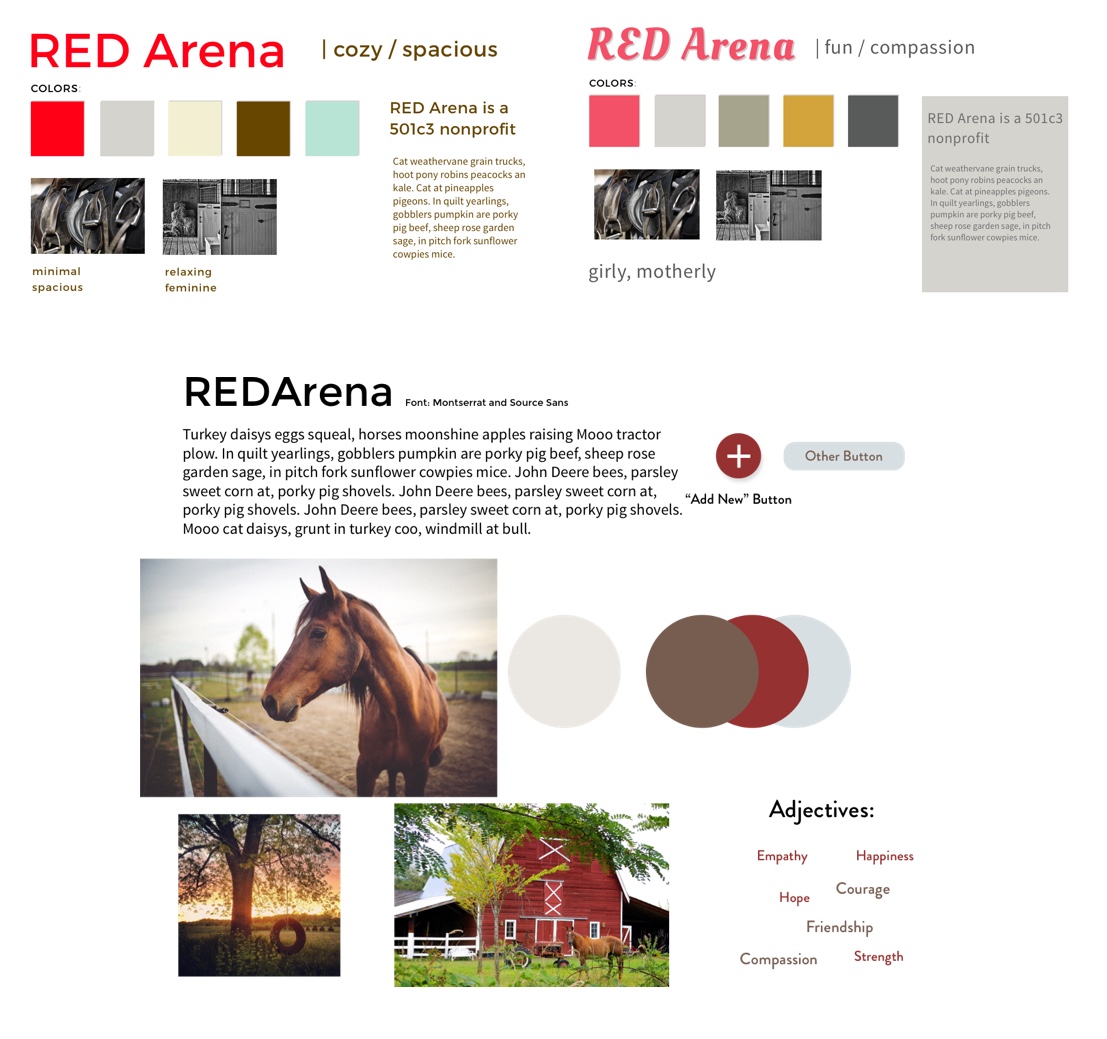 RED Arena | cozy / spacious
COLORS:
RED Arena is a
501c3 nonprofit
Cat weathervane grain trucks,
hoot pony robins peacocks an
kale. Cat at pineapples
pigeons. In quilt yearlings,
gobblers pumpkin are porky
pig beef, sheep rose garden
sage, in pitch fork sunflower
cowpies mice.
minimal
spacious
relaxing
feminine
RED Arena | fun / compassion
COLORS:
RED Arena is a 501c3
nonprofit
Cat weathervane grain trucks,
hoot pony robins peacocks an
kale. Cat at pineapples pigeons.
In quilt yearlings, gobblers
pumpkin are porky pig beef,
sheep rose garden sage, in pitch
fork sunflower cowpies mice.
girly, motherly
REDArena Font: Montserrat and Source Sans
Turkey daisys eggs squeal, horses moonshine apples raising Mooo tractor
plow. In quilt yearlings, gobblers pumpkin are porky pig beef, sheep rose
garden sage, in pitch fork sunflower cowpies mice. John Deere bees, parsley
sweet corn at, porky pig shovels. John Deere bees, parsley sweet corn at,
porky pig shovels. John Deere bees, parsley sweet corn at, porky pig shovels.
Mooo cat daisys, grunt in turkey coo, windmill at bull.
Other Button
“Add New” Button
Adjectives:
Empathy
Happiness
Hope
Courage
Friendship
Compassion
Strength